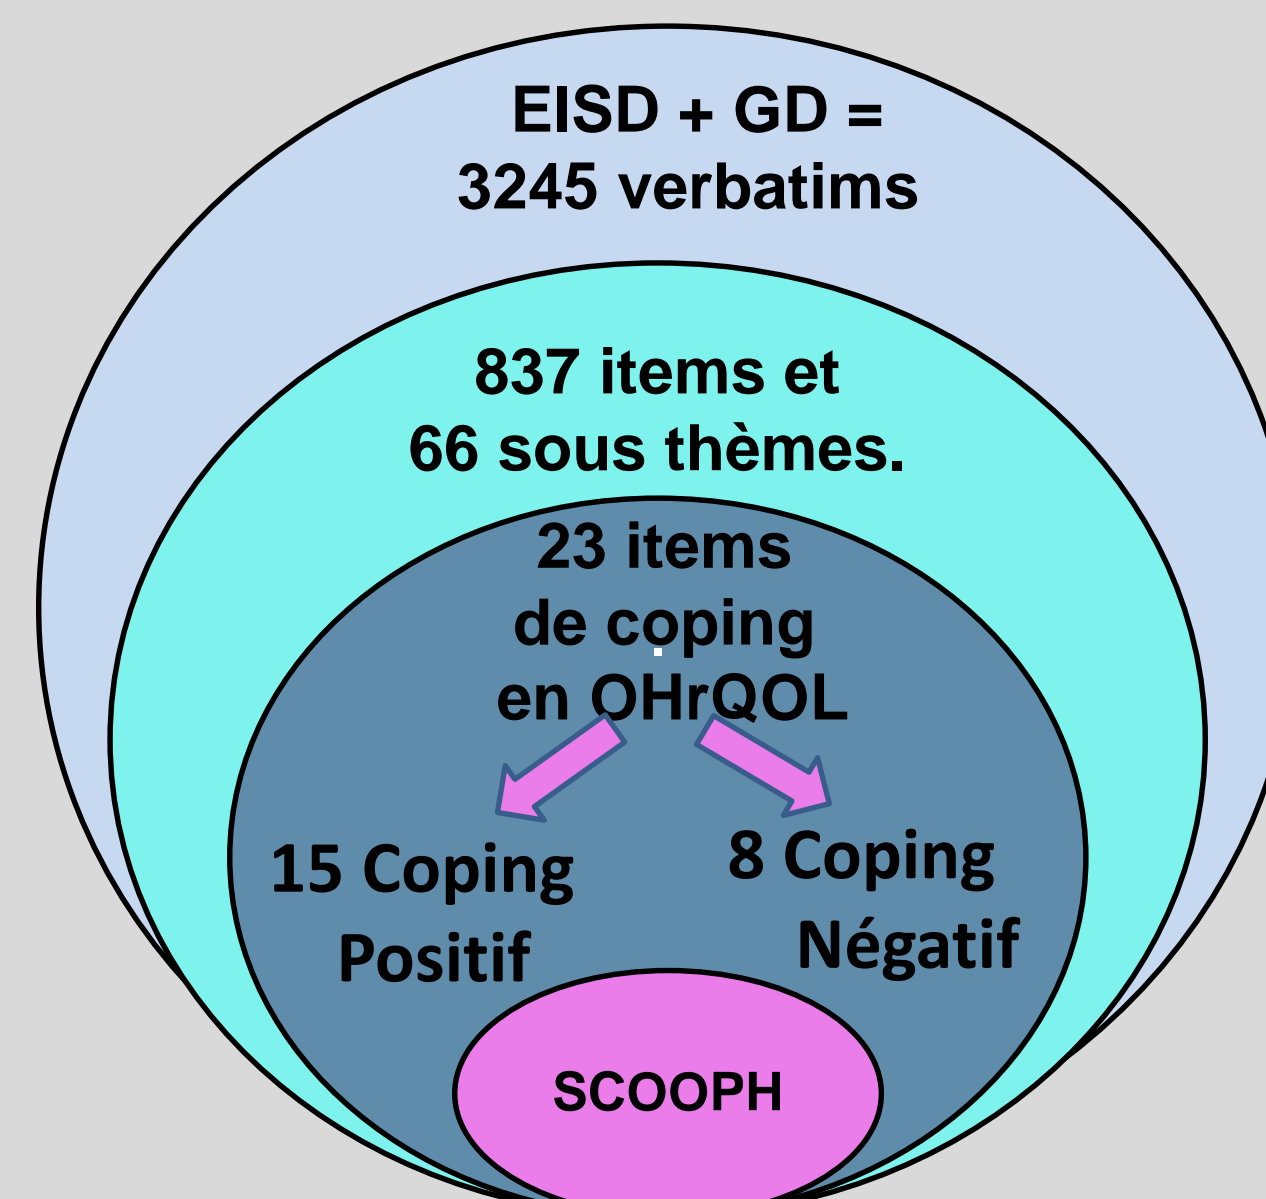 EISD + GD =
3245 verbatims
837 items et
66 sous thèmes.
23 items
de coping
en OHrQOL
15 Coping
Positif
8 Coping
Négatif
SCOOPH